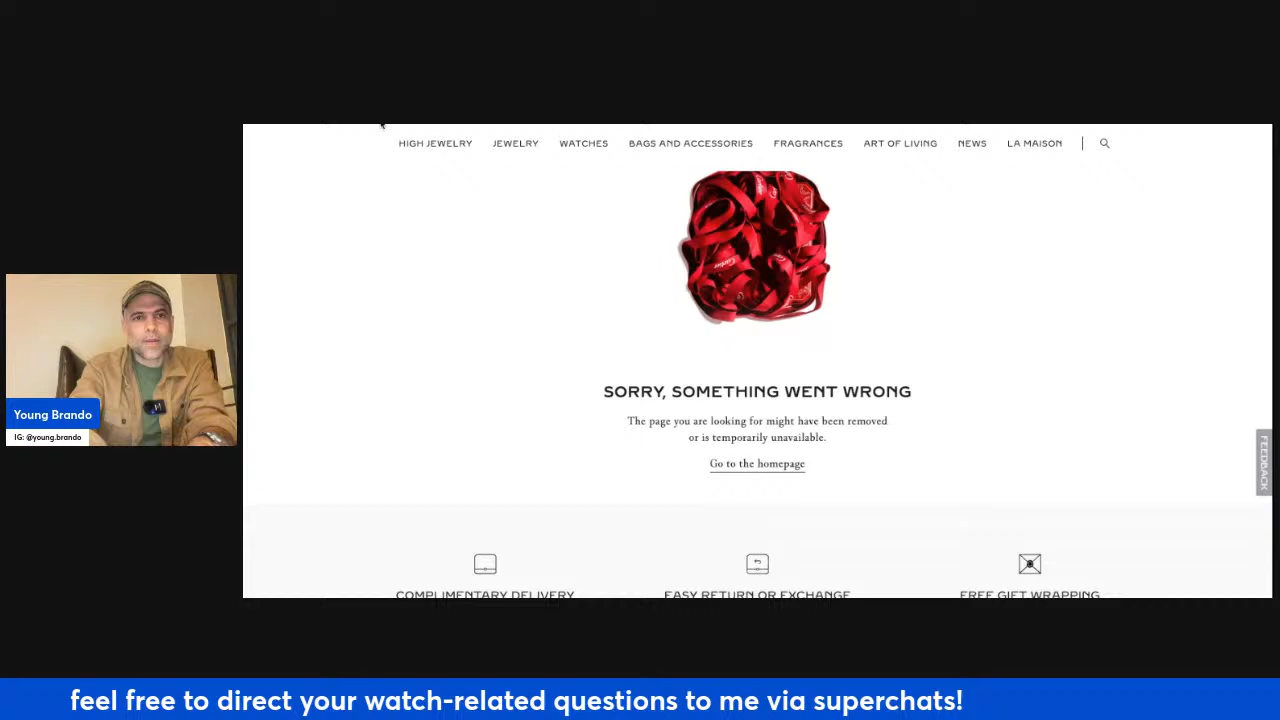 HIGH JEWELRY JEWELRY WATCHES BAGS AND ACCESSORIES FRAGRANCES ART OF LIVING NEWS LA MAISON
Cartier
SORRY, SOMETHING WENT WRONG
The page you are looking for might have been removed
or is temporarily unavailable.
Go to the homepage
FEEDBACK
COMPLIMENTARY DELIVERY EASY RETURN OR EXCHANGE FREE GIFT WRAPPING
Young Brando
IG: @young.brando
feel free to direct your watch-related questions to me via superchats!